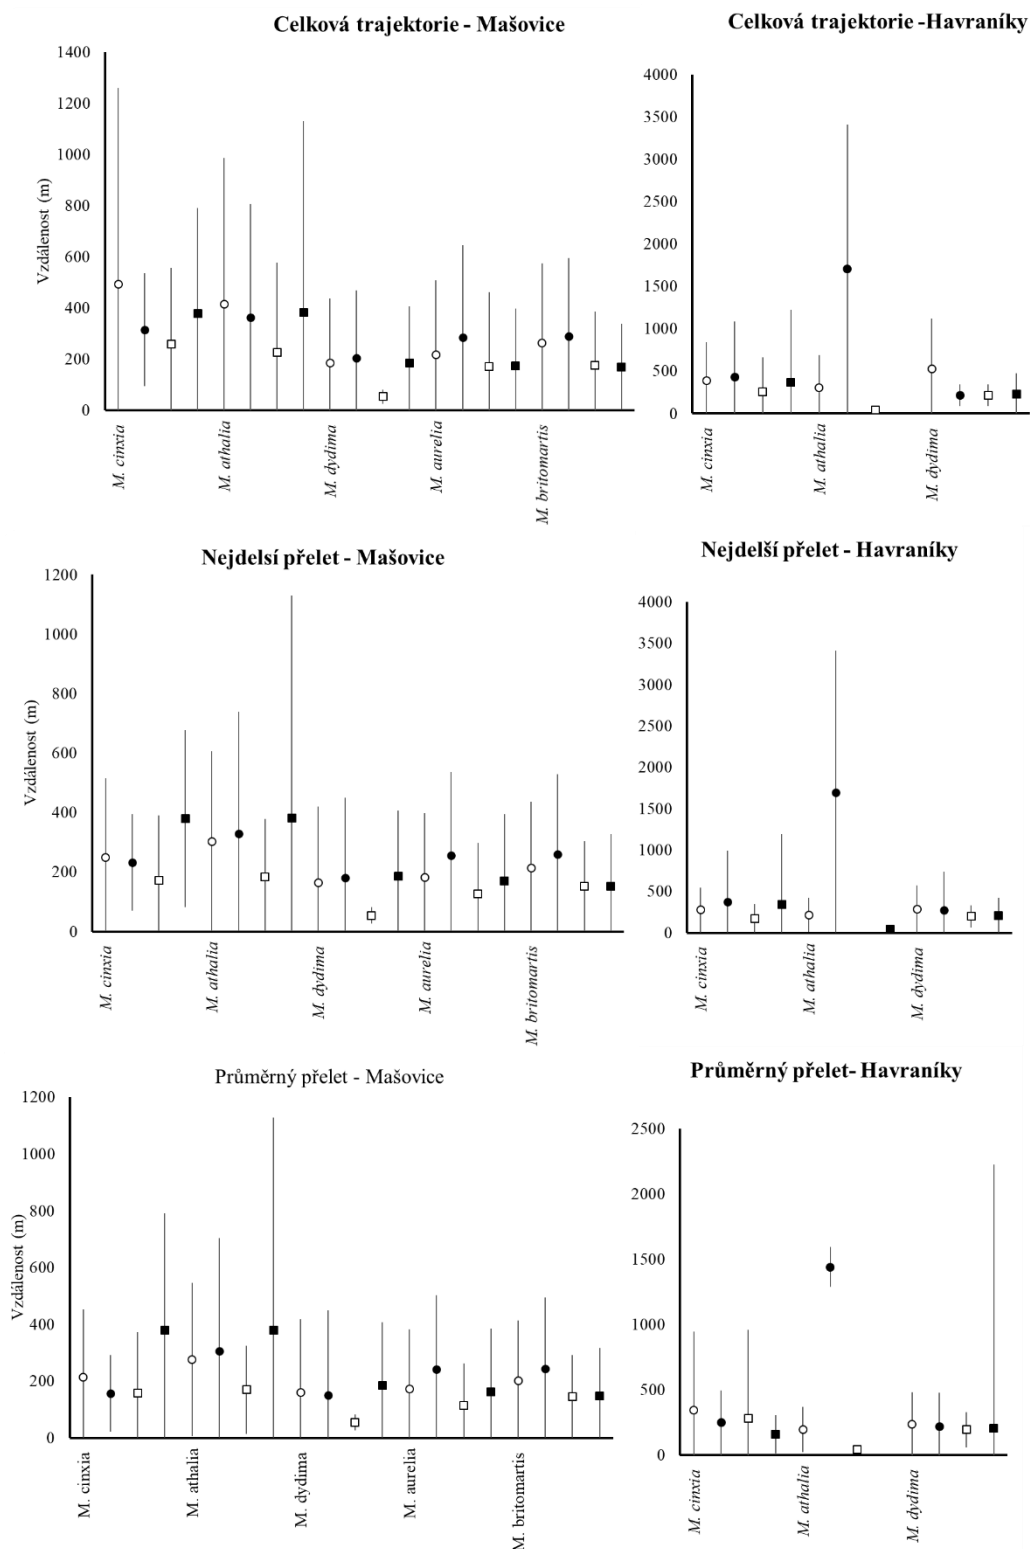 Celková trajektorie - Mašovice
1400
1200
1000
800
600
400
200
0
Vzdálenost (m)
M. cinxia
M. athalia
M. dydima
M. aurelia
M. britomartis
Celková trajektorie -Havraníky
4000
3500
3000
2500
2000
1500
1000
500
0
M. cinxia
M. athalia
M. dydima
Nejdelsí přelet - Mašovice
1200
1000
800
600
400
200
0
Vzdálenost (m)
M. cinxia
M. athalia
M. dydima
M. aurelia
M. britomartis
Nejdelší přelet - Havraníky
4000
3500
3000
2500
2000
1500
1000
500
0
M. cinxia
M. athalia
M. dydima
Průměrný přelet - Mašovice
1200
1000
800
600
400
200
0
Vzdálenost (m)
M. cinxia
M. athalia
M. dydima
M. aurelia
M. britomartis
Průměrný přelet- Havraníky
2500
2000
1500
1000
500
0
M. cinxia
M. athalia
M. dydima